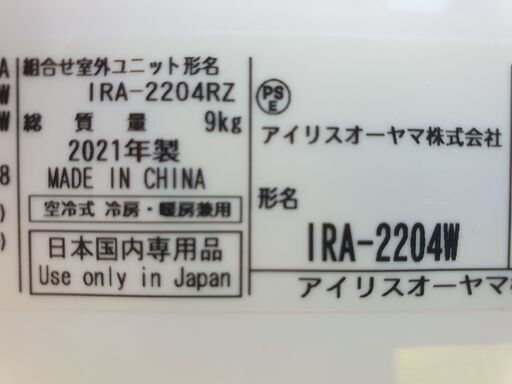 A
W
W
8
)
)
組合せ室外ユニット形名
IRA-2204RZ
総 質 量 9kg
2021年製
MADE IN CHINA
空冷式 冷房・暖房兼用
日本国内専用品
Use only in Japan
PS
E
アイリスオーヤマ株式会社
形名
IRA-2204W
アイリスオーヤマ